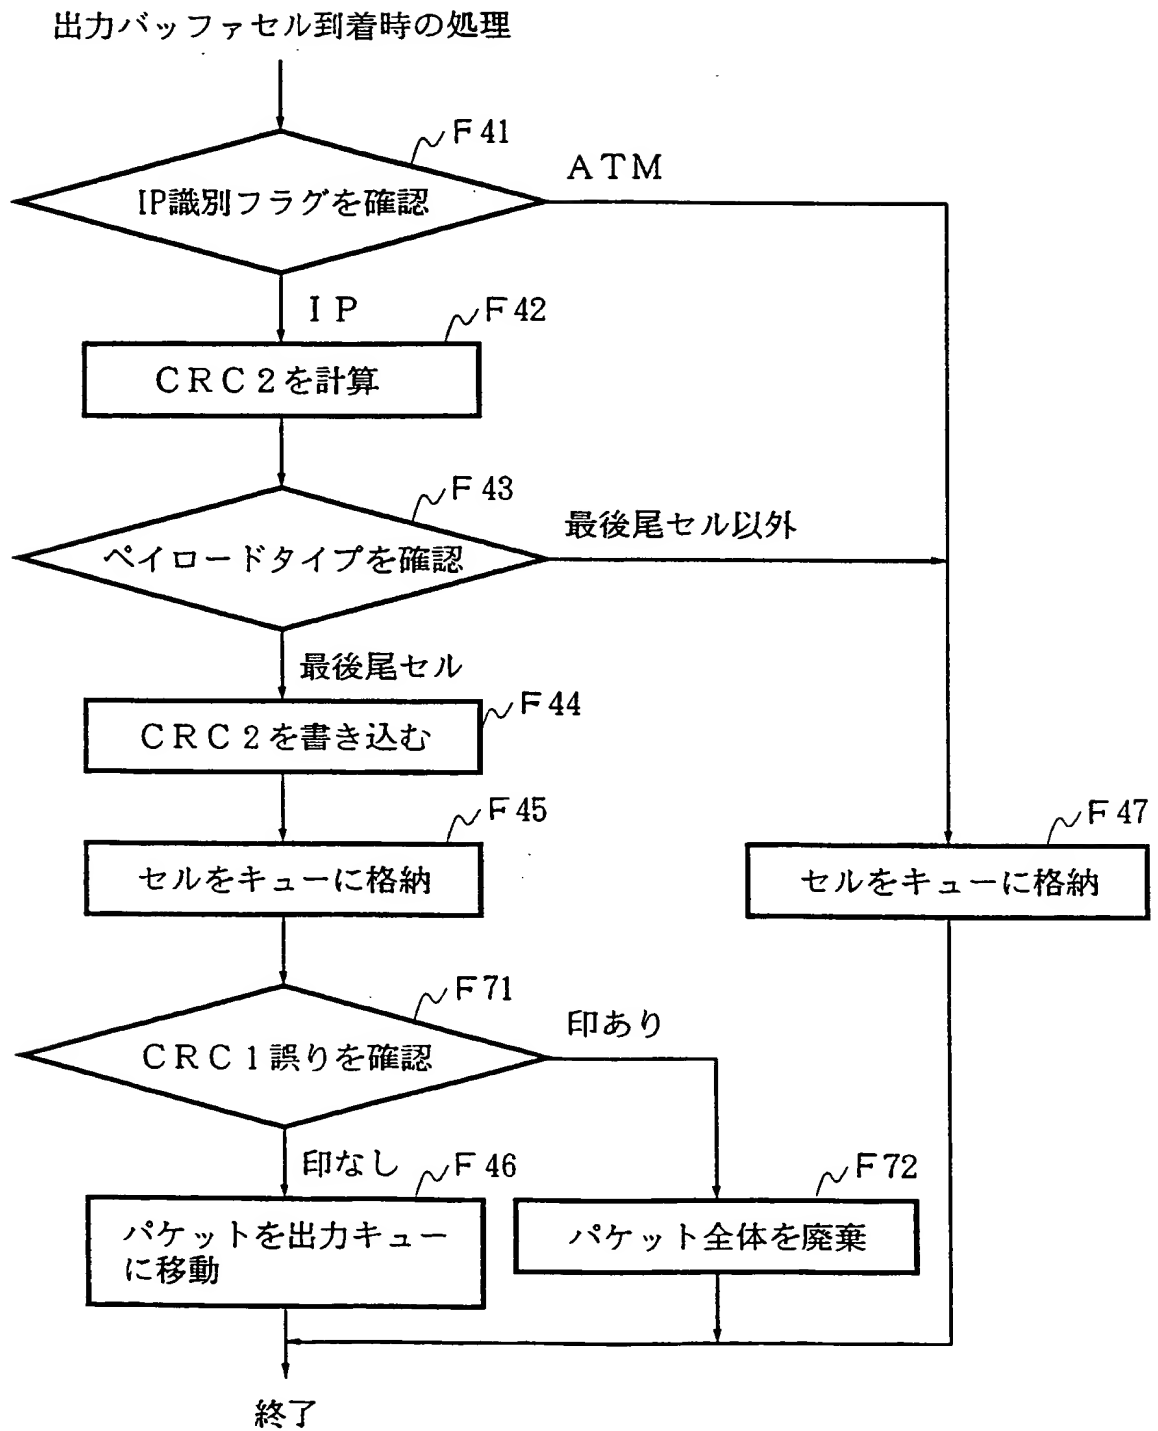 出力バッファセル到着時の処理
F41
ATM
IP識別フラグを確認
IP
F42
CRC2を計算
F43
最後尾セル以外
ペイロードタイプを確認
最後尾セル
F44
CRC2を書き込む
F45
F47
セルをキューに格納
セルをキューに格納
F71
印あり
CRC1誤りを確認
印なし
F46
F72
パケットを出力キュー
に移動
パケット全体を廃棄
終了